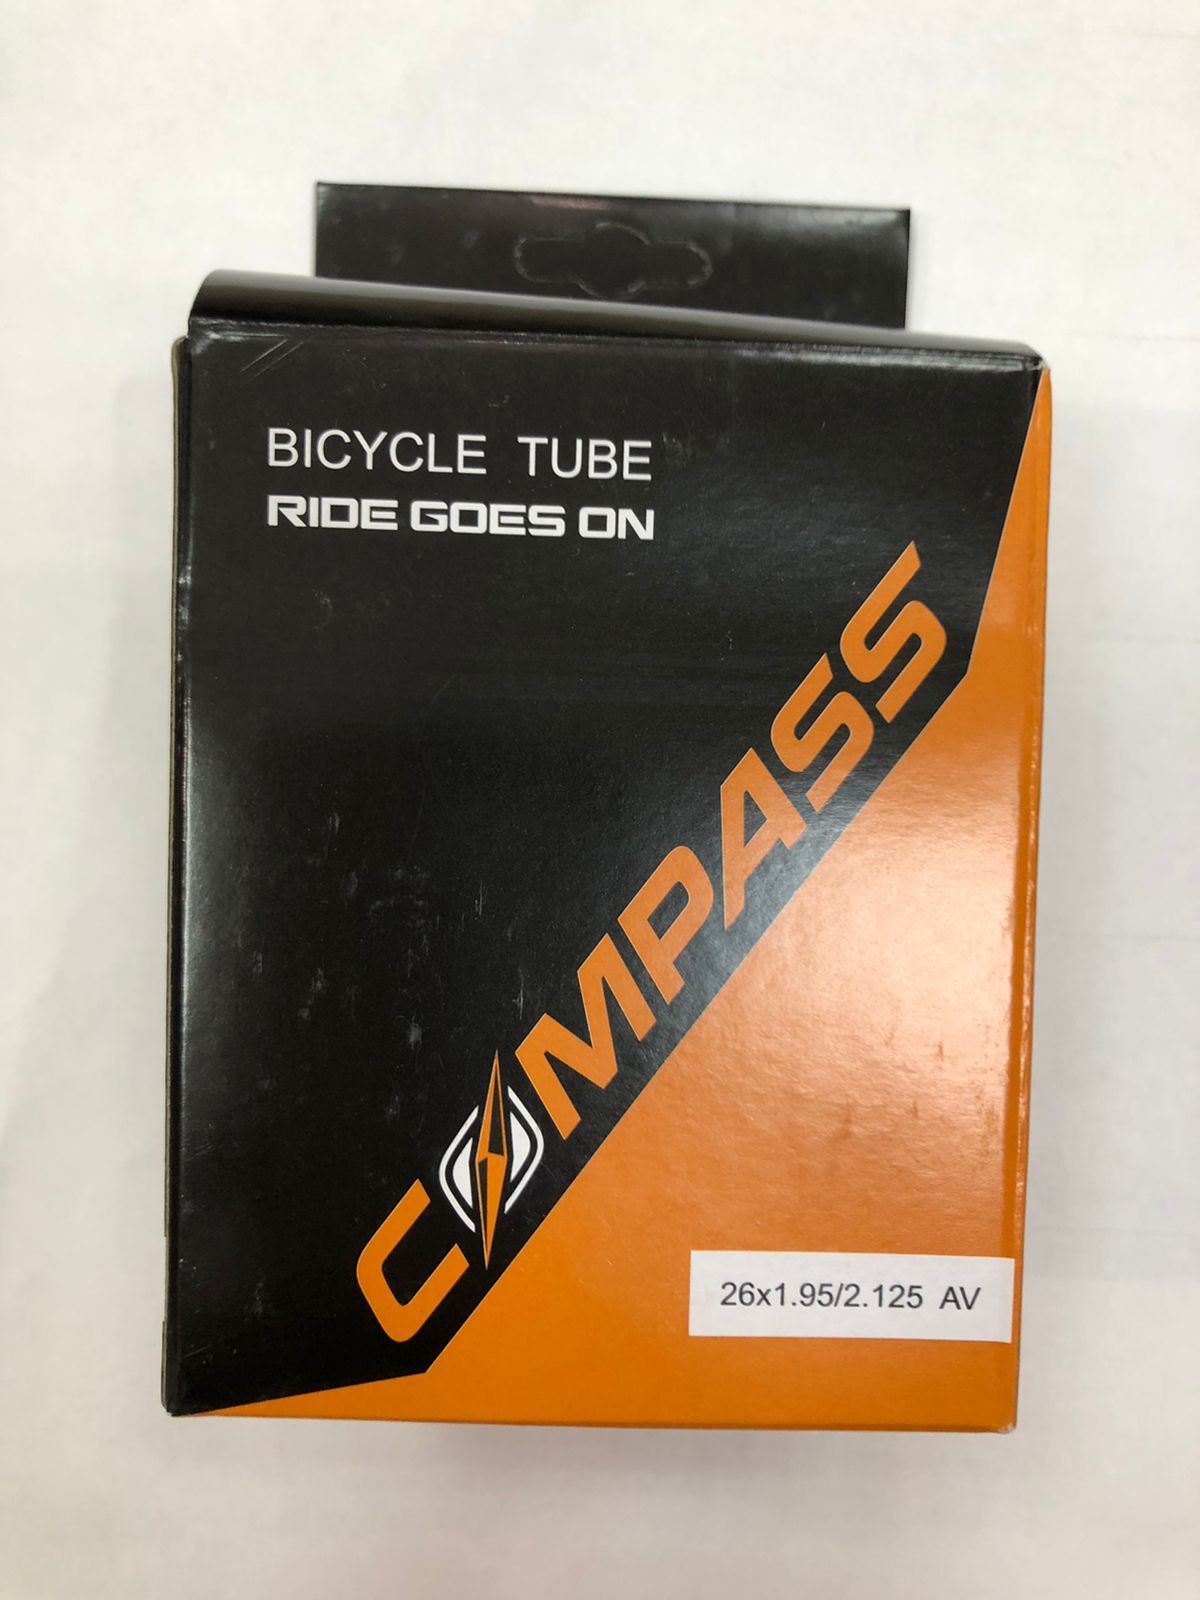 BICYCLE TUBE
RIDE GOES ON
COMPASS
26x1.95/2.125 AV